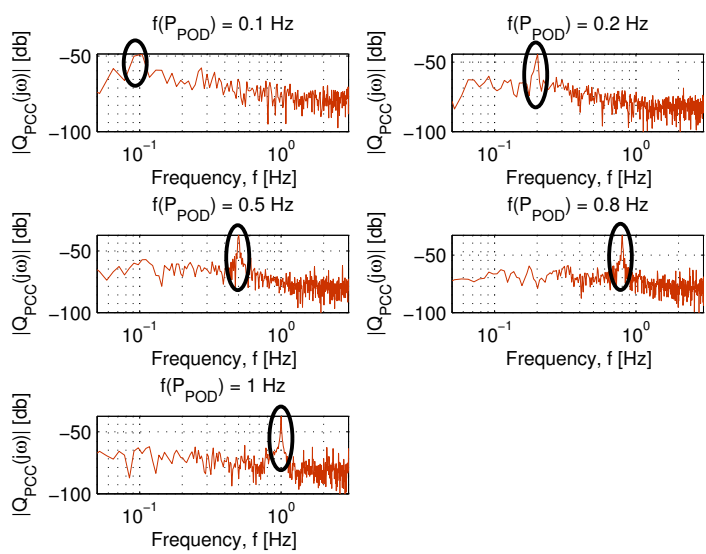 f(P_POD) = 0.1 Hz
|Q_PCC(jω)| [db]
−50
−100
10^−1
10^0
Frequency, f [Hz]
f(P_POD) = 0.2 Hz
|Q_PCC(jω)| [db]
−50
−100
10^−1
10^0
Frequency, f [Hz]
f(P_POD) = 0.5 Hz
|Q_PCC(jω)| [db]
−50
−100
10^−1
10^0
Frequency, f [Hz]
f(P_POD) = 0.8 Hz
|Q_PCC(jω)| [db]
−50
−100
10^−1
10^0
Frequency, f [Hz]
f(P_POD) = 1 Hz
|Q_PCC(jω)| [db]
−50
−100
10^−1
10^0
Frequency, f [Hz]